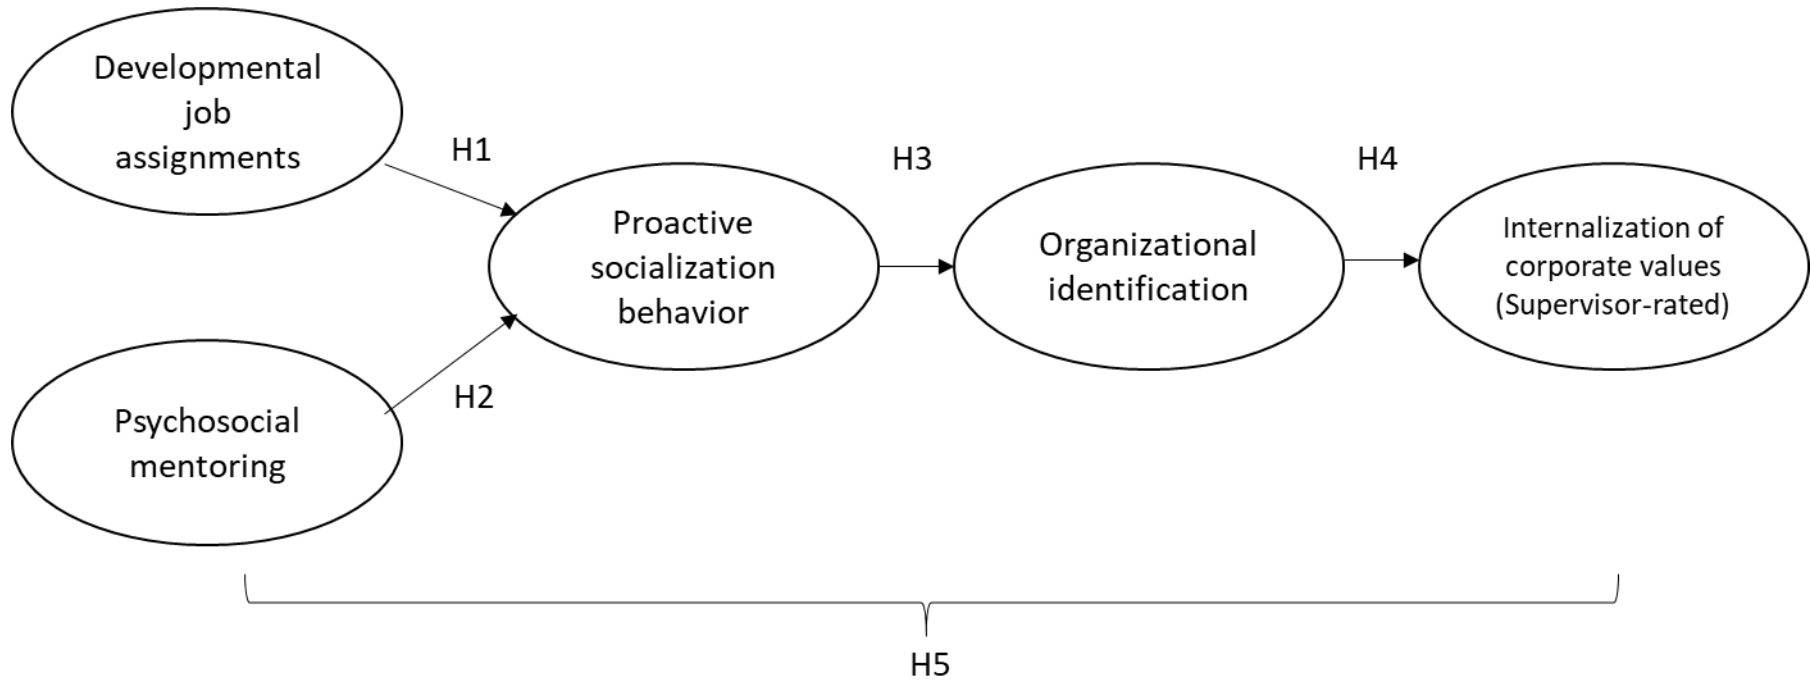 Developmental
job
assignments
H1
H3
H4
Proactive
socialization
behavior
Organizational
identification
Internalization of
corporate values
(Supervisor-rated)
H2
Psychosocial
mentoring
H5